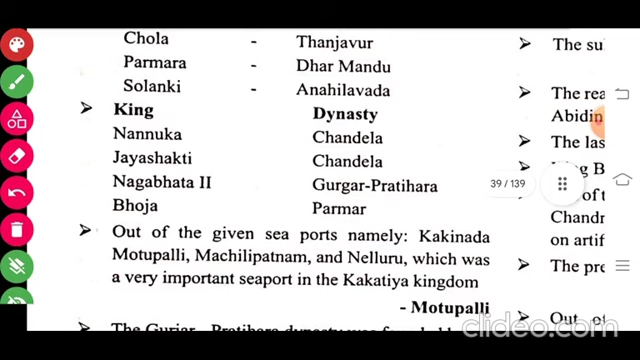 Chola - Thanjavur
Parmara - Dhar Mandu
Solanki - Anahilavada
➤ King Dynasty
Nannuka Chandela
Jayashakti Chandela
Nagabhata II Gurgar-Pratihara
Bhoja Parmar
➤ Out of the given sea ports namely: Kakinada
Motupalli, Machilipatnam, and Nelluru, which was
a very important seaport in the Kakatiya kingdom
- Motupalli
➤ The Gurjar - Pratihara dynasty was
➤ The su
➤ The rea
Abidin
➤ The las
39 / 139
Chandr
on artif
➤ The pre
➤ Out of
clideo.com